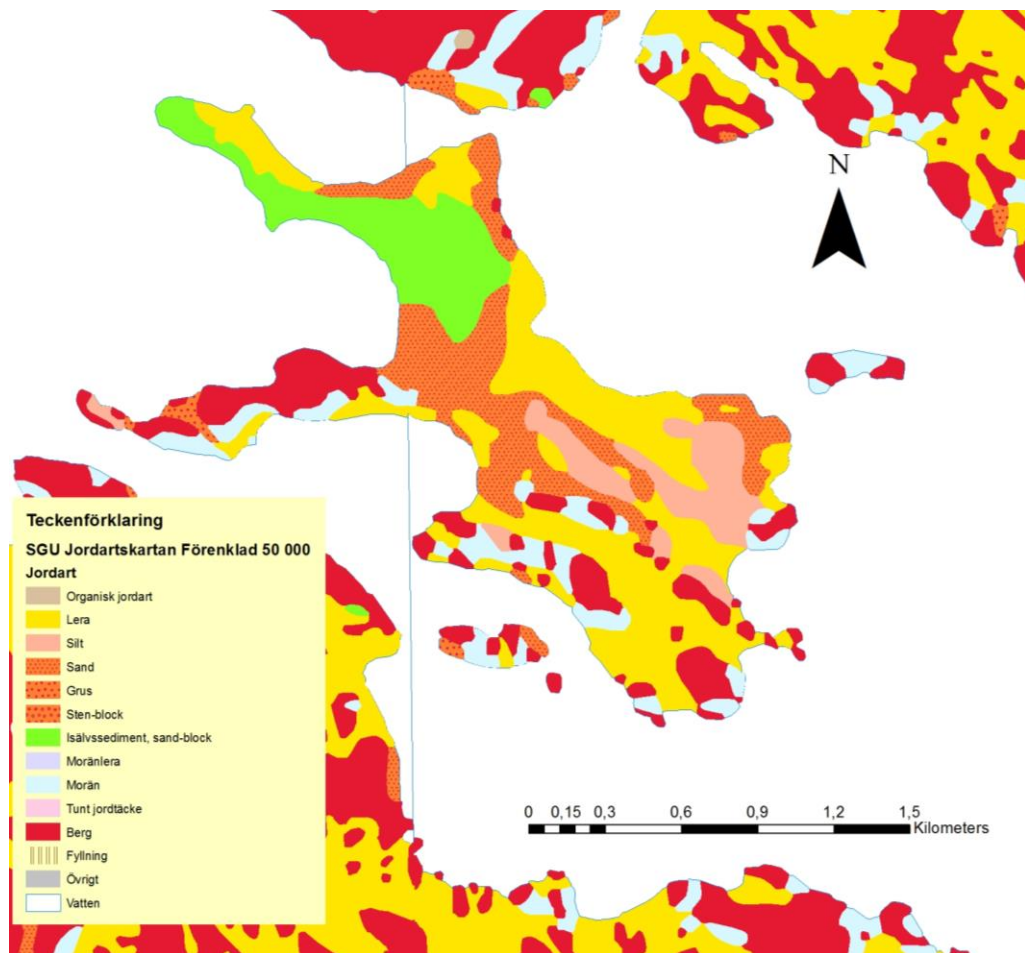 N
Teckenförklaring
SGU Jordartskartan Förenklad 50 000
Jordart
Organisk jordart
Lera
Silt
Sand
Grus
Sten-block
Isälvssediment, sand-block
Moränlera
Morän
Tunt jordtäcke
Berg
Fyllning
Övrigt
Vatten
0 0,15 0,3 0,6 0,9 1,2 1,5
Kilometers